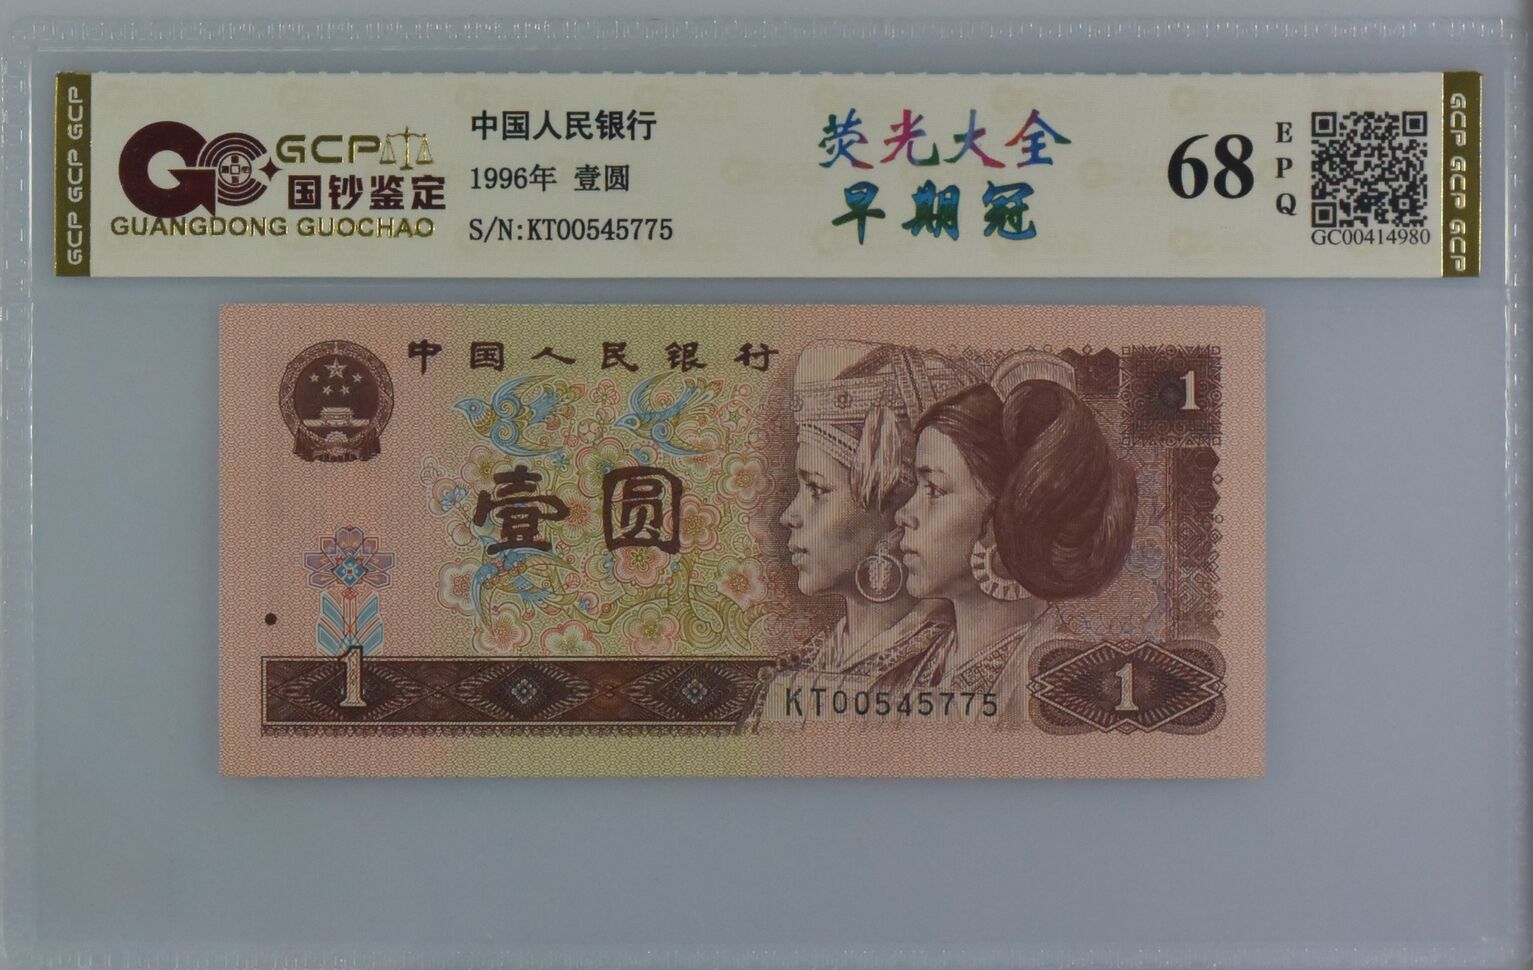 GCP GCP GCP
GCP
国钞鉴定
GUANGDONG GUOCHAO
中国人民银行
1996年 壹圆
S/N:KT00545775
荧光大全
早期冠
68
EPQ
GC00414980
GCP GCP GCP
中国人民银行
1
壹圆
1
KT00545775
1